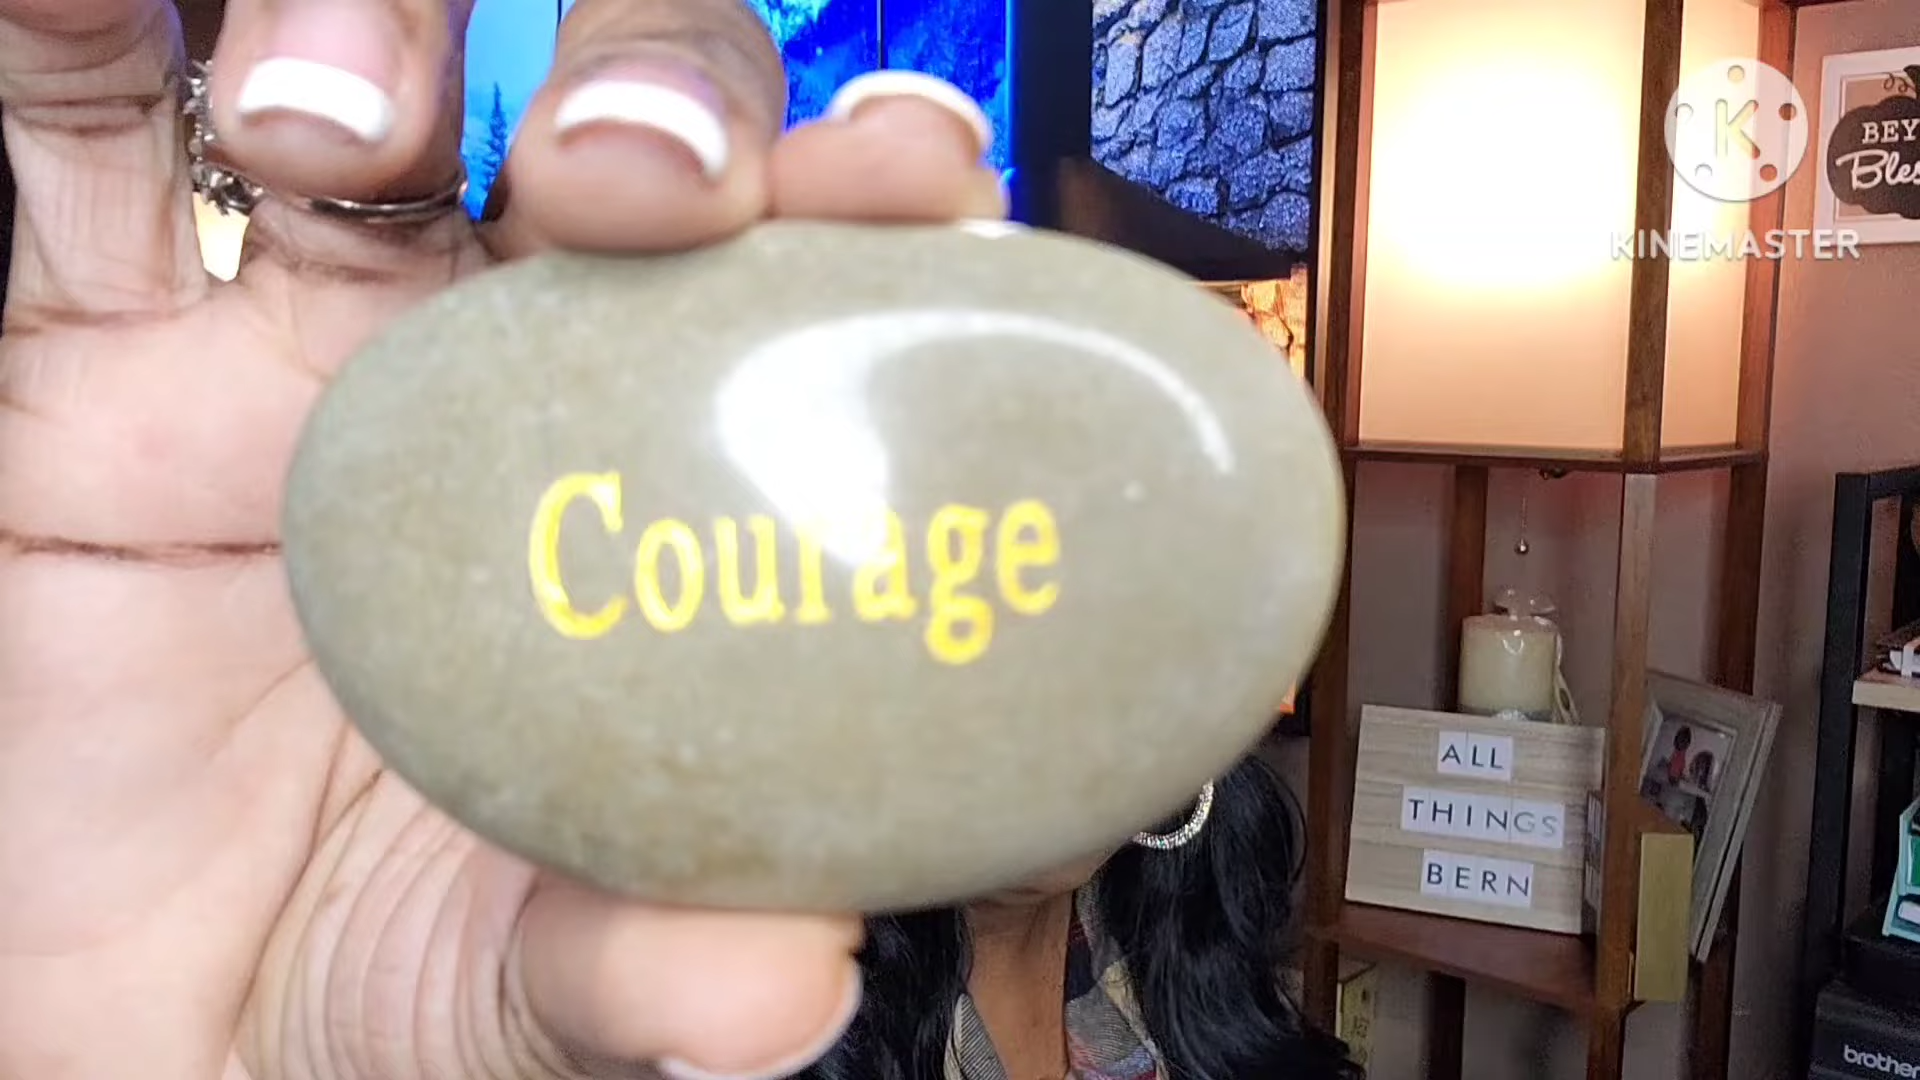 Courage
K
KINEMASTER
BEY
Bles
ALL
THINGS
BERN
brother